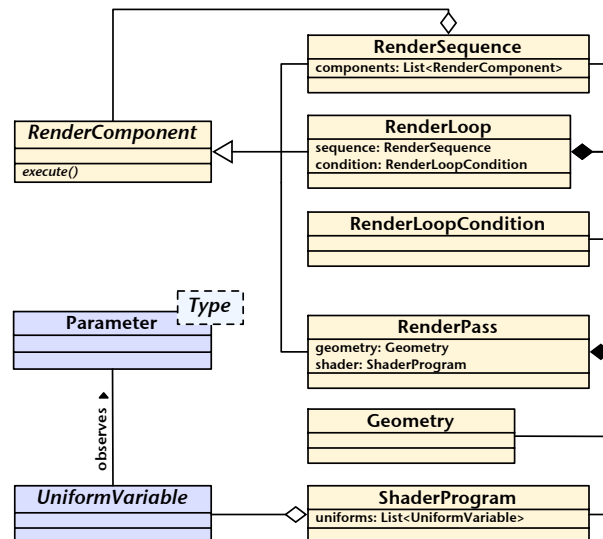 RenderSequence
components: List<RenderComponent>
RenderComponent
execute()
RenderLoop
sequence: RenderSequence
condition: RenderLoopCondition
RenderLoopCondition
Type
Parameter
RenderPass
geometry: Geometry
shader: ShaderProgram
observes
Geometry
UniformVariable
ShaderProgram
uniforms: List<UniformVariable>